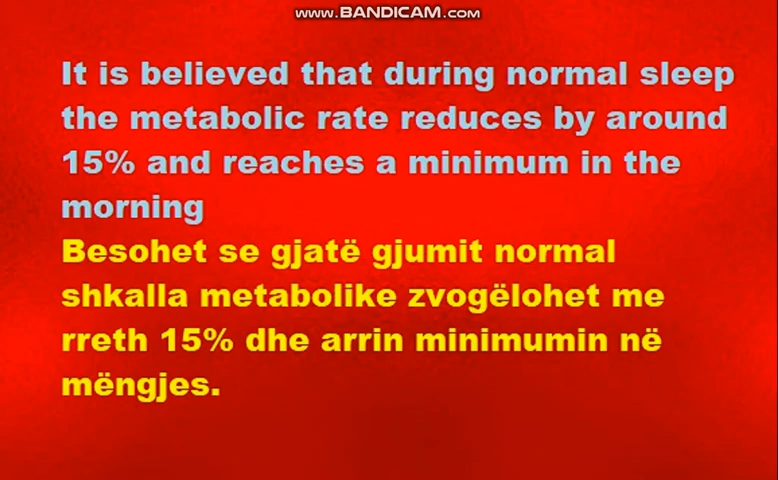 www.BANDICAM.com
It is believed that during normal sleep
the metabolic rate reduces by around
15% and reaches a minimum in the
morning
Besohet se gjatë gjumit normal
shkalla metabolike zvogëlohet me
rreth 15% dhe arrin minimumin në
mëngjes.